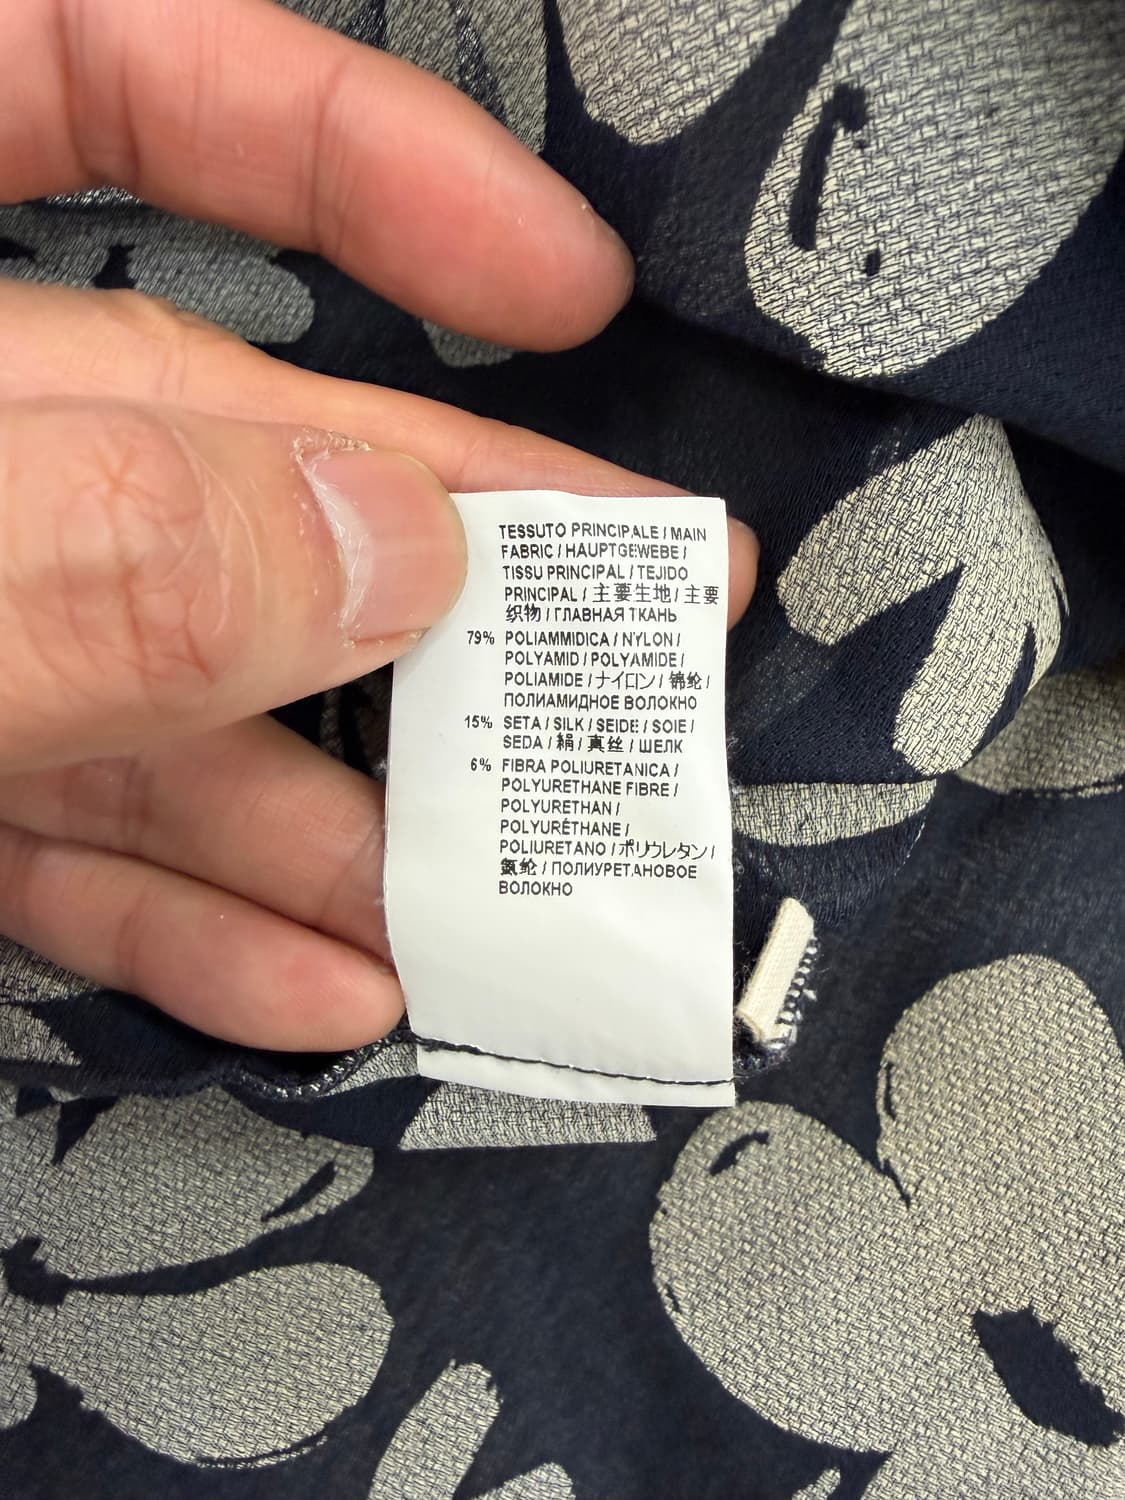 TESSUTO PRINCIPALE / MAIN
FABRIC / HAUPTGEWEBE /
TISSU PRINCIPAL / TEJIDO
PRINCIPAL / 主要生地 / 主要
织物 / ГЛАВНАЯ ТКАНЬ
79% POLIAMMIDICA / NYLON /
POLYAMID / POLYAMIDE /
POLIAMIDE / ナイロン / 锦纶 /
ПОЛИАМИДНОЕ ВОЛОКНО
15% SETA / SILK / SEIDE / SOIE /
SEDA / 絹 / 真丝 / ШЕЛК
6% FIBRA POLIURETANICA /
POLYURETHANE FIBRE /
POLYURETHAN /
POLYURÉTHANE /
POLIURETANO / ポリウレタン /
氨纶 / ПОЛИУРЕТАНОВОЕ
ВОЛОКНО